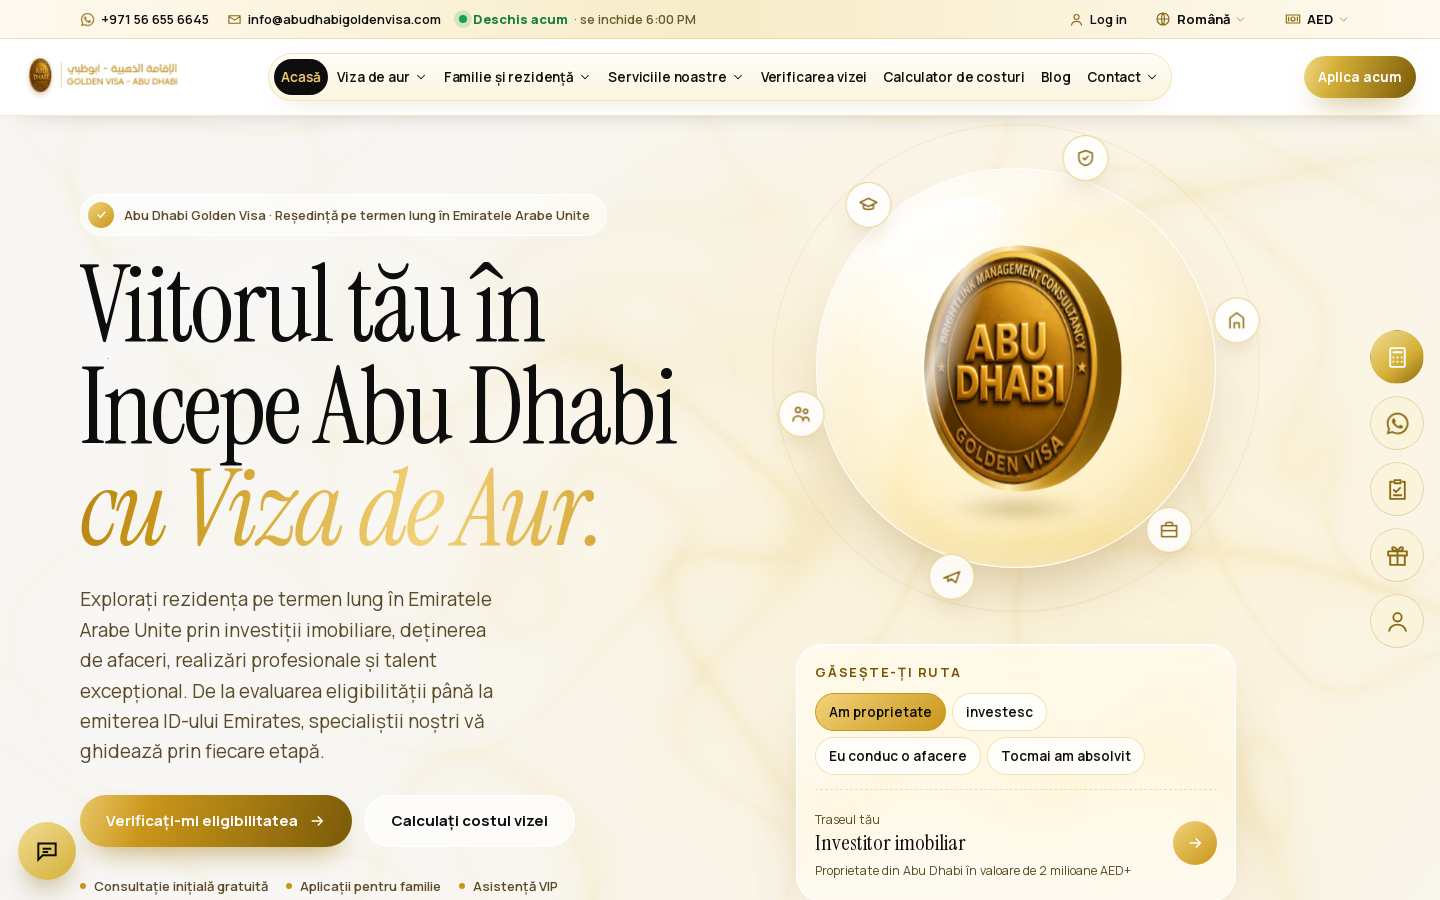 +971 56 655 6645
info@abudhabigoldenvisa.com
Deschis acum · se inchide 6:00 PM
Log in
Română
AED
ABU DHABI
الإقامة الذهبية - أبوظبي
GOLDEN VISA - ABU DHABI
Acasă
Viza de aur
Familie și rezidență
Serviciile noastre
Verificarea vizei
Calculator de costuri
Blog
Contact
Aplica acum
Abu Dhabi Golden Visa · Reședință pe termen lung în Emiratele Arabe Unite
Viitorul tău în
Incepe Abu Dhabi
cu Viza de Aur.
BRIGHTLINK MANAGEMENT CONSULTANCY
ABU
DHABI
GOLDEN VISA
Explorați rezidența pe termen lung în Emiratele
Arabe Unite prin investiții imobiliare, deținerea
de afaceri, realizări profesionale și talent
excepțional. De la evaluarea eligibilității până la
emiterea ID-ului Emirates, specialiștii noștri vă
ghidează prin fiecare etapă.
Verificați-mi eligibilitatea
Calculați costul vizei
Consultație inițială gratuită
Aplicații pentru familie
Asistență VIP
GĂSEȘTE-ȚI RUTA
Am proprietate
investesc
Eu conduc o afacere
Tocmai am absolvit
Traseul tău
Investitor imobiliar
Proprietate din Abu Dhabi în valoare de 2 milioane AED+